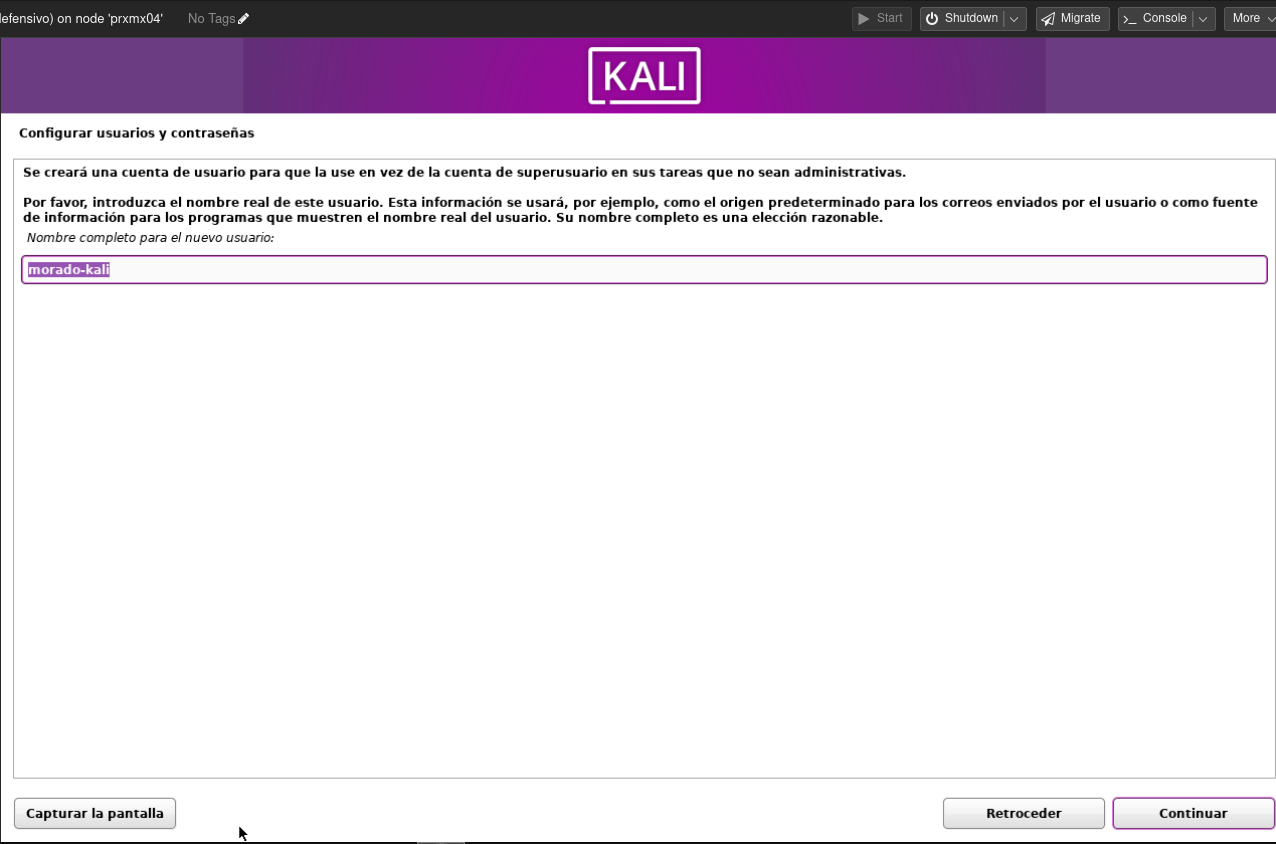 defensivo) on node 'prxmx04' No Tags Start Shutdown Migrate Console More
KALI
Configurar usuarios y contraseñas
Se creará una cuenta de usuario para que la use en vez de la cuenta de superusuario en sus tareas que no sean administrativas.
Por favor, introduzca el nombre real de este usuario. Esta información se usará, por ejemplo, como el origen predeterminado para los correos enviados por el usuario o como fuente
de información para los programas que muestren el nombre real del usuario. Su nombre completo es una elección razonable.
Nombre completo para el nuevo usuario:
morado-kali
Capturar la pantalla Retroceder Continuar